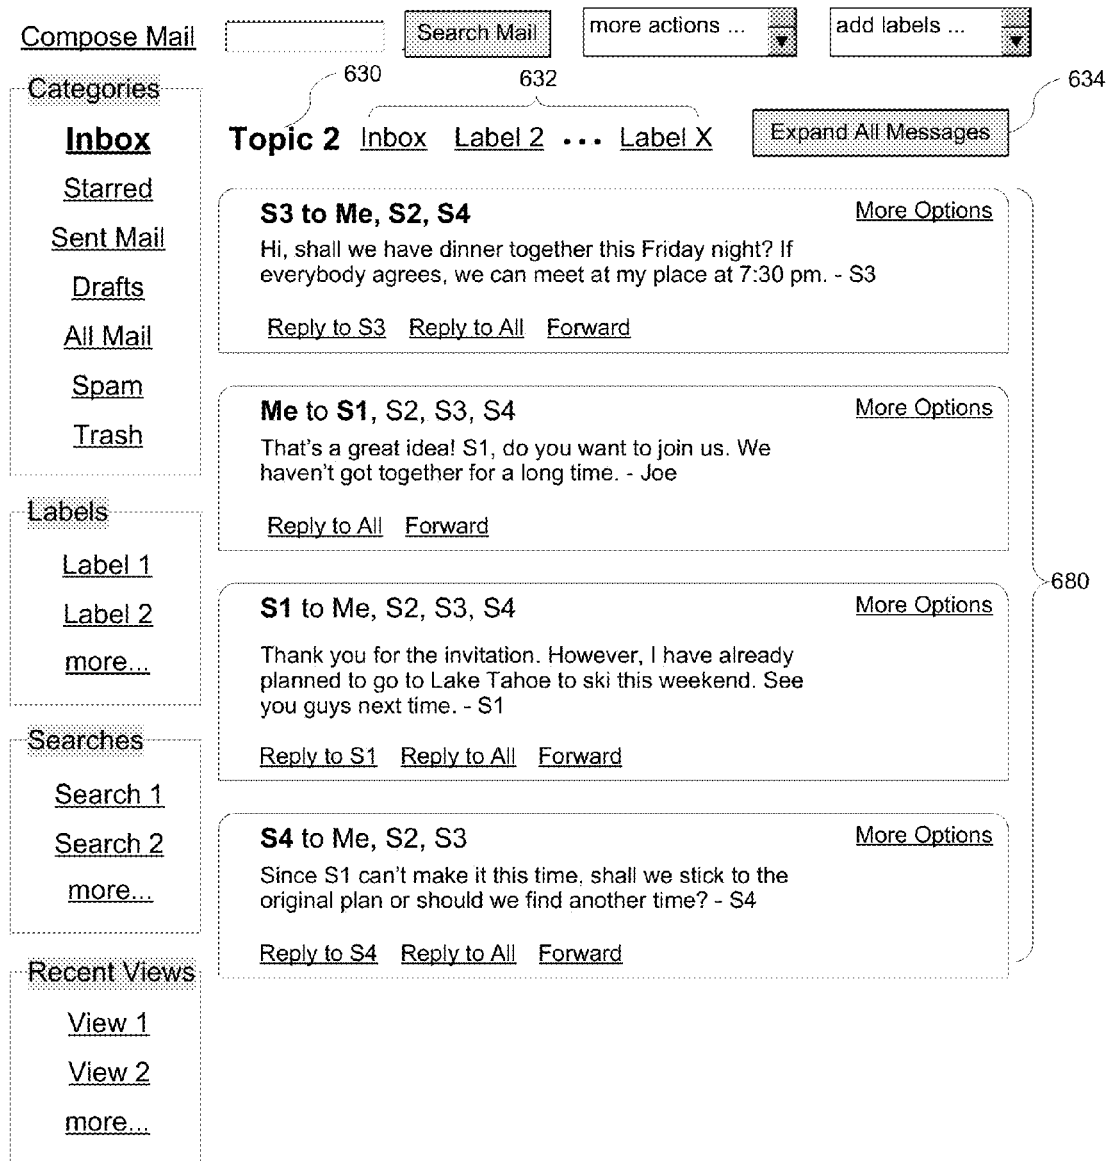 Compose Mail Search Mail more actions ... add labels ...
630 632 634
Categories
Inbox
Starred
Sent Mail
Drafts
All Mail
Spam
Trash
Labels
Label 1
Label 2
more...
Searches
Search 1
Search 2
more...
Recent Views
View 1
View 2
more...
Topic 2 Inbox Label 2 ... Label X Expand All Messages
S3 to Me, S2, S4 More Options
Hi, shall we have dinner together this Friday night? If
everybody agrees, we can meet at my place at 7:30 pm. - S3
Reply to S3 Reply to All Forward
Me to S1, S2, S3, S4 More Options
That's a great idea! S1, do you want to join us. We
haven't got together for a long time. - Joe
Reply to All Forward
S1 to Me, S2, S3, S4 More Options
Thank you for the invitation. However, I have already
planned to go to Lake Tahoe to ski this weekend. See
you guys next time. - S1
Reply to S1 Reply to All Forward
S4 to Me, S2, S3 More Options
Since S1 can't make it this time, shall we stick to the
original plan or should we find another time? - S4
Reply to S4 Reply to All Forward
680